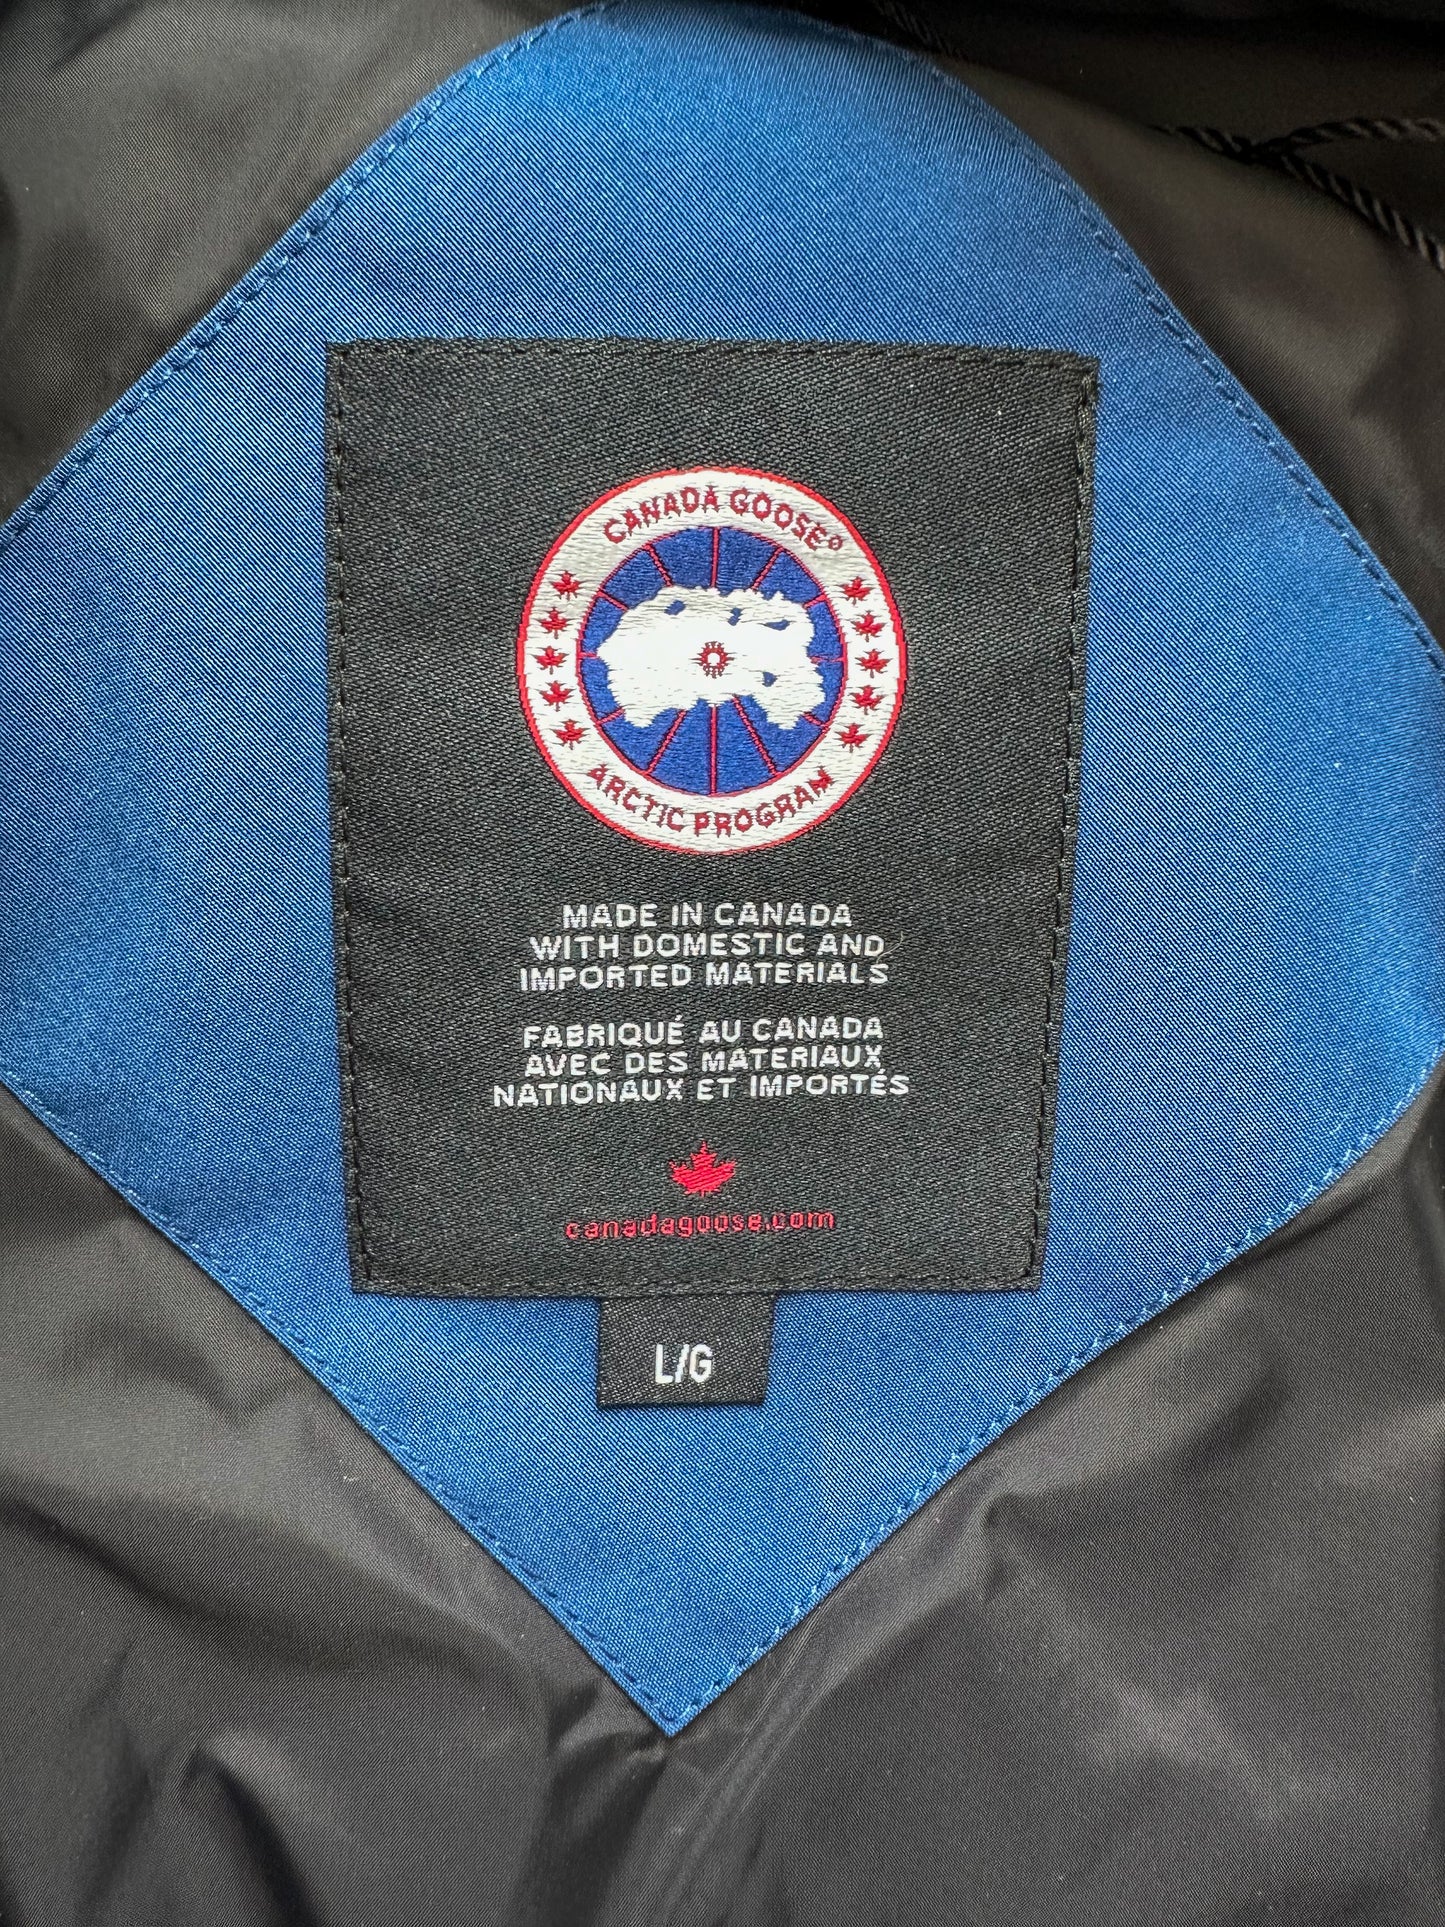 CANADA GOOSE®
ARCTIC PROGRAM
MADE IN CANADA
WITH DOMESTIC AND
IMPORTED MATERIALS
FABRIQUÉ AU CANADA
AVEC DES MATERIAUX
NATIONAUX ET IMPORTÉS
canadagoose.com
L/G